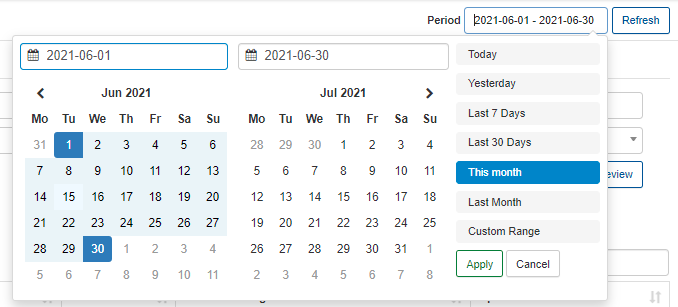 Period 2021-06-01 - 2021-06-30 Refresh
2021-06-01 2021-06-30
Jun 2021 Jul 2021
Mo Tu We Th Fr Sa Su Mo Tu We Th Fr Sa Su
31 1 2 3 4 5 6 28 29 30 1 2 3 4
7 8 9 10 11 12 13 5 6 7 8 9 10 11
14 15 16 17 18 19 20 12 13 14 15 16 17 18
21 22 23 24 25 26 27 19 20 21 22 23 24 25
28 29 30 1 2 3 4 26 27 28 29 30 31 1
5 6 7 8 9 10 11 2 3 4 5 6 7 8
Today
Yesterday
Last 7 Days
Last 30 Days
This month
Last Month
Custom Range
Apply Cancel
eview